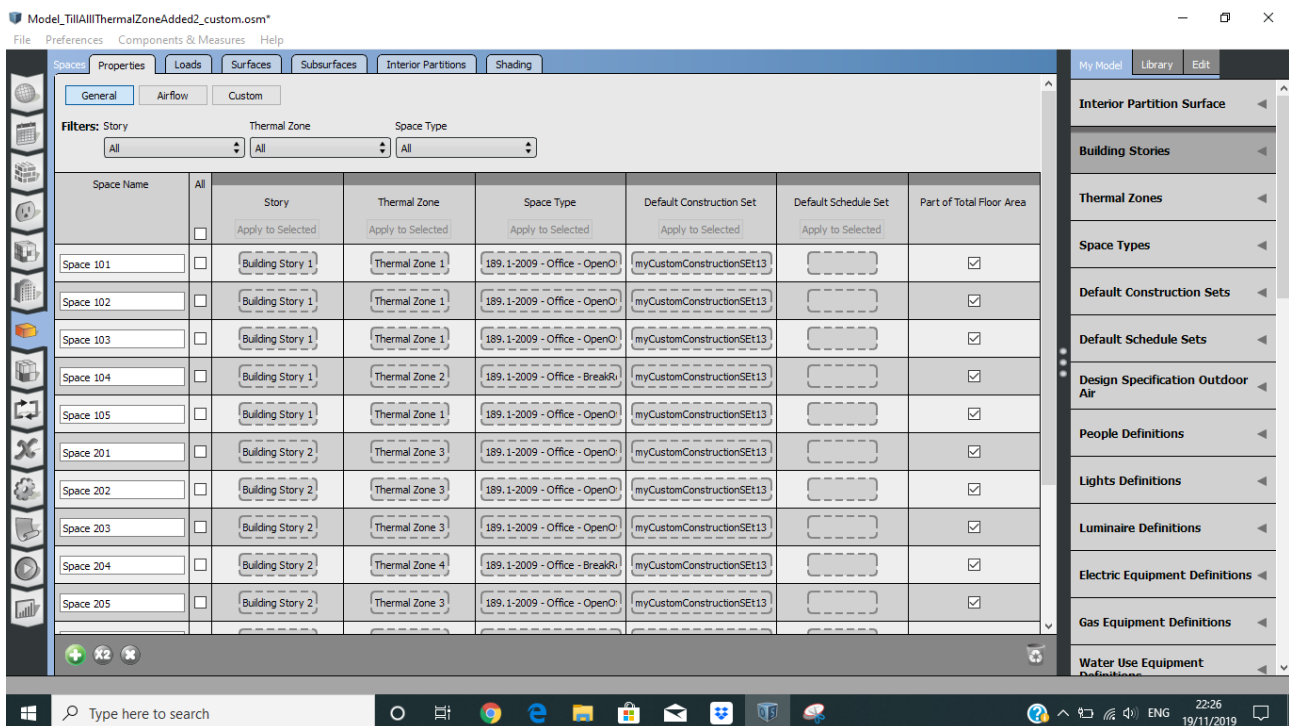 Model_TillAllIThermalZoneAdded2_custom.osm*
File Preferences Components & Measures Help
Spaces Properties Loads Surfaces Subsurfaces Interior Partitions Shading
My Model Library Edit
General Airflow Custom
Filters: Story Thermal Zone Space Type
All All All
Space Name All Story Thermal Zone Space Type Default Construction Set Default Schedule Set Part of Total Floor Area
Apply to Selected Apply to Selected Apply to Selected Apply to Selected Apply to Selected
Space 101 Building Story 1 Thermal Zone 1 189.1-2009 - Office - OpenO myCustomConstructionSEt13
Space 102 Building Story 1 Thermal Zone 1 189.1-2009 - Office - OpenO myCustomConstructionSEt13
Space 103 Building Story 1 Thermal Zone 1 189.1-2009 - Office - OpenO myCustomConstructionSEt13
Space 104 Building Story 1 Thermal Zone 2 189.1-2009 - Office - BreakR myCustomConstructionSEt13
Space 105 Building Story 1 Thermal Zone 1 189.1-2009 - Office - OpenO myCustomConstructionSEt13
Space 201 Building Story 2 Thermal Zone 3 189.1-2009 - Office - OpenO myCustomConstructionSEt13
Space 202 Building Story 2 Thermal Zone 3 189.1-2009 - Office - OpenO myCustomConstructionSEt13
Space 203 Building Story 2 Thermal Zone 3 189.1-2009 - Office - OpenO myCustomConstructionSEt13
Space 204 Building Story 2 Thermal Zone 4 189.1-2009 - Office - BreakR myCustomConstructionSEt13
Space 205 Building Story 2 Thermal Zone 3 189.1-2009 - Office - OpenO myCustomConstructionSEt13
X2
Interior Partition Surface
Building Stories
Thermal Zones
Space Types
Default Construction Sets
Default Schedule Sets
Design Specification Outdoor
Air
People Definitions
Lights Definitions
Luminaire Definitions
Electric Equipment Definitions
Gas Equipment Definitions
Water Use Equipment
Definitions
Type here to search
ENG
22:26
19/11/2019